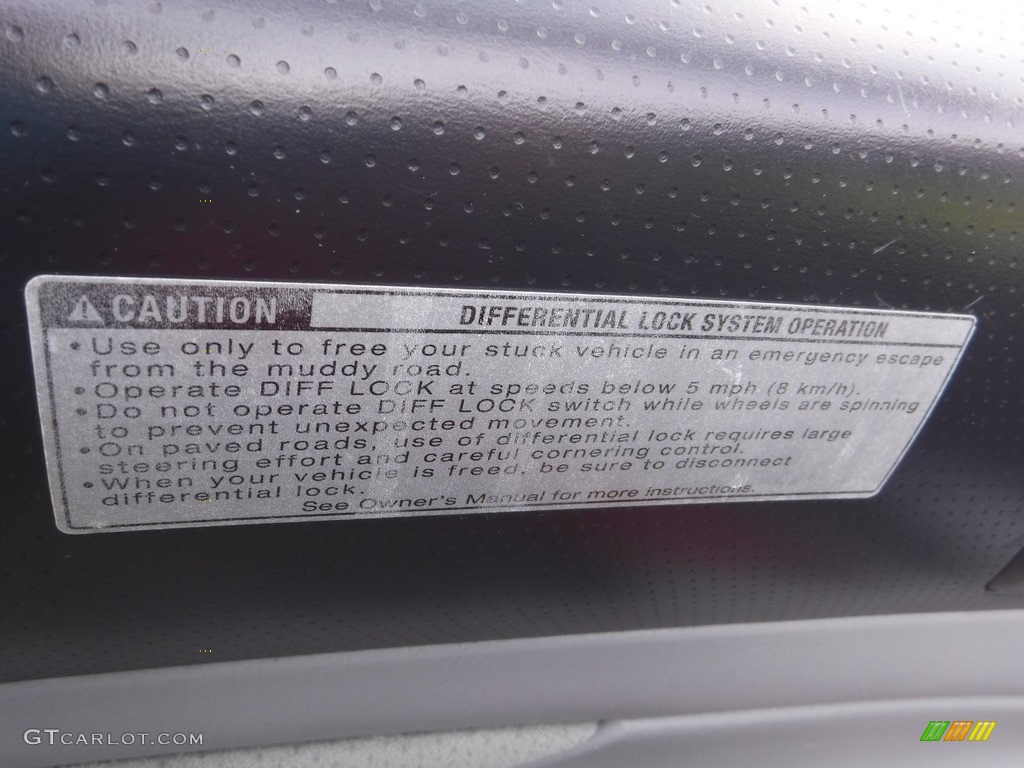 ⚠ CAUTION DIFFERENTIAL LOCK SYSTEM OPERATION
• Use only to free your stuck vehicle in an emergency escape
from the muddy road.
• Operate DIFF LOCK at speeds below 5 mph (8 km/h).
• Do not operate DIFF LOCK switch while wheels are spinning
to prevent unexpected movement.
• On paved roads, use of differential lock requires large
steering effort and careful cornering control.
• When your vehicle is freed, be sure to disconnect
differential lock.
See Owner's Manual for more instructions.
GTCARLOT.COM